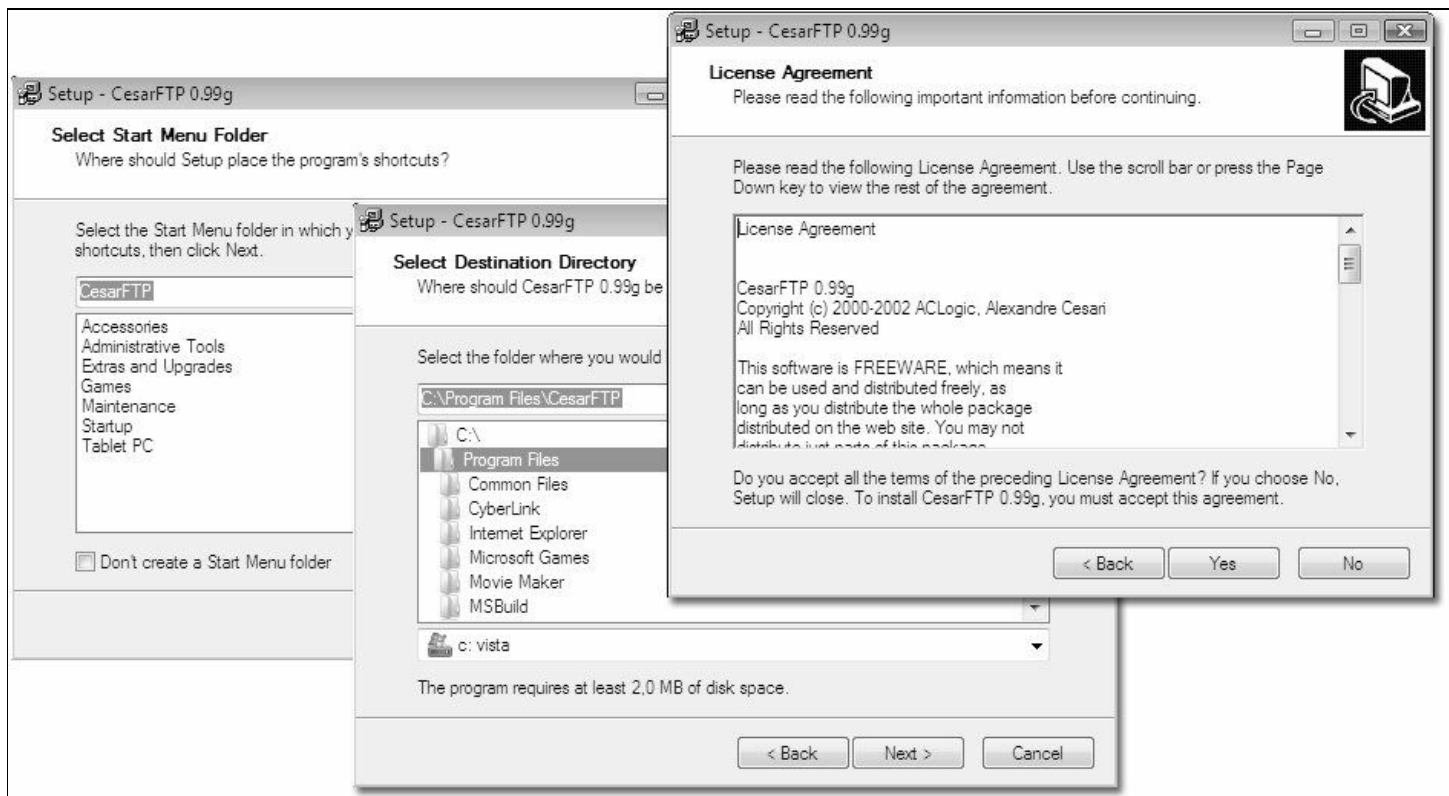 Setup - CesarFTP 0.99g
Select Start Menu Folder
Where should Setup place the program's shortcuts?
Select the Start Menu folder in which
shortcuts, then click Next.
CesarFTP
Accessories
Administrative Tools
Extras and Upgrades
Games
Maintenance
Startup
Tablet PC
Don't create a Start Menu folder
Setup - CesarFTP 0.99g
Select Destination Directory
Where should CesarFTP 0.99g be
Select the folder where you would
C:\Program Files\CesarFTP
C:\
Program Files
Common Files
CyberLink
Internet Explorer
Microsoft Games
Movie Maker
MSBuild
c: vista
The program requires at least 2,0 MB of disk space.
< Back Next > Cancel
Setup - CesarFTP 0.99g
License Agreement
Please read the following important information before continuing.
Please read the following License Agreement. Use the scroll bar or press the Page
Down key to view the rest of the agreement.
License Agreement
CesarFTP 0.99g
Copyright (c) 2000-2002 ACLogic, Alexandre Cesari
All Rights Reserved
This software is FREEWARE, which means it
can be used and distributed freely, as
long as you distribute the whole package
distributed on the web site. You may not
distribute just parts of this package
Do you accept all the terms of the preceding License Agreement? If you choose No,
Setup will close. To install CesarFTP 0.99g, you must accept this agreement.
< Back Yes No